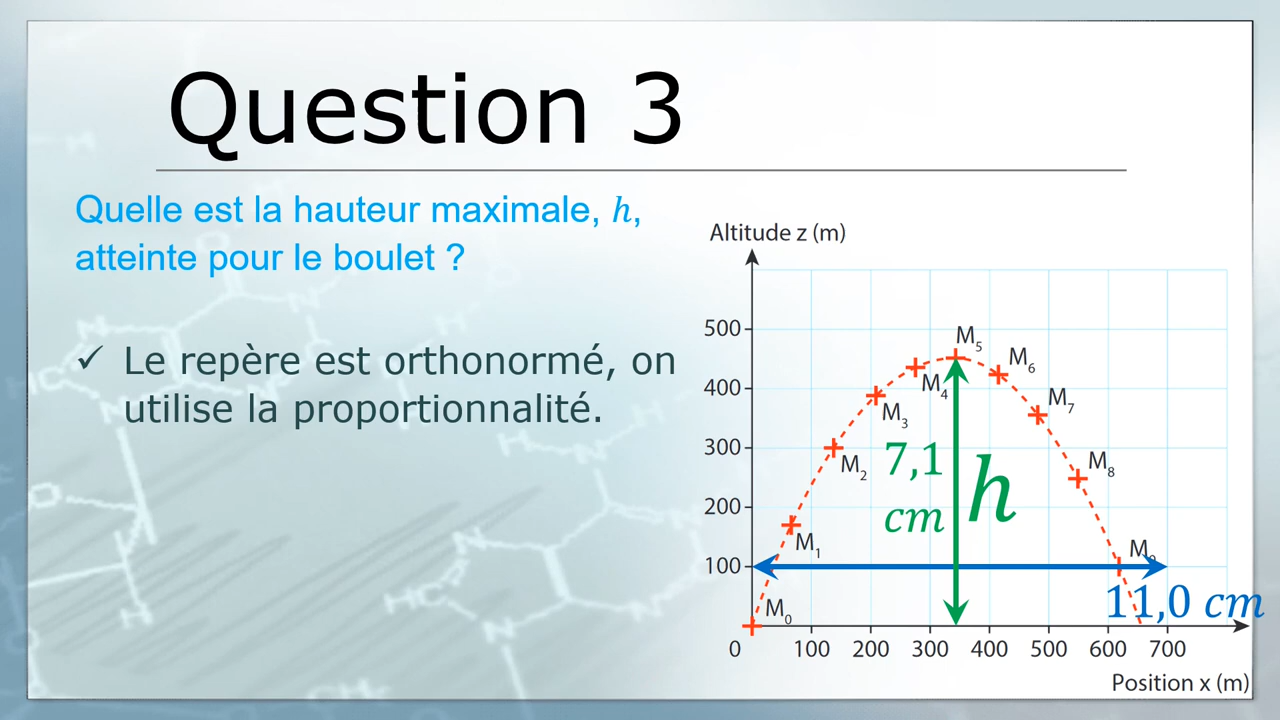 Question 3
Quelle est la hauteur maximale, h,
atteinte pour le boulet ?
✓ Le repère est orthonormé, on
utilise la proportionnalité.
Altitude z (m)
500
400
300
200
100
0
100 200 300 400 500 600 700
Position x (m)
M0
M1
M2
M3
M4
M5
M6
M7
M8
7,1
cm
h
11,0 cm